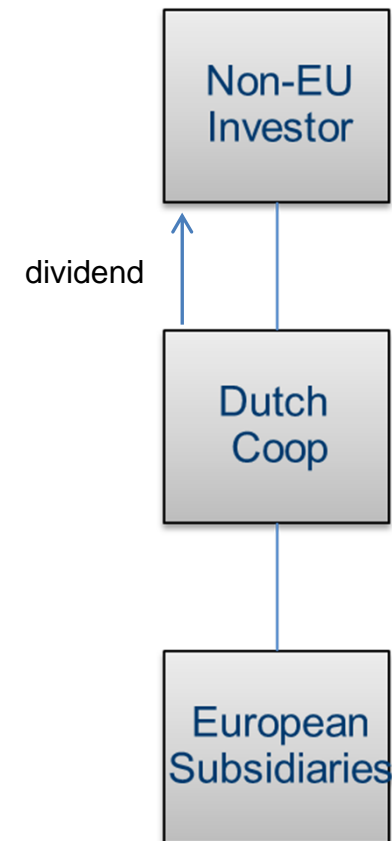 Non-EU
Investor
dividend
Dutch
Coop
European
Subsidiaries